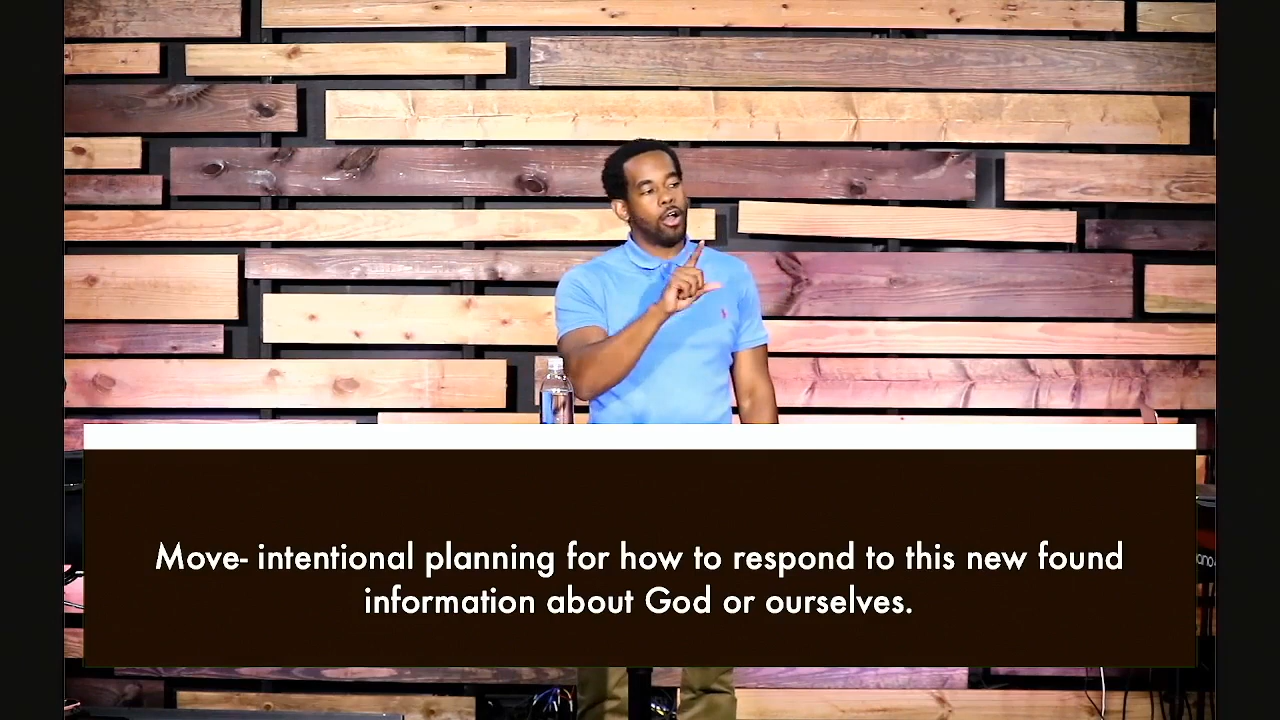 Move- intentional planning for how to respond to this new found
information about God or ourselves.